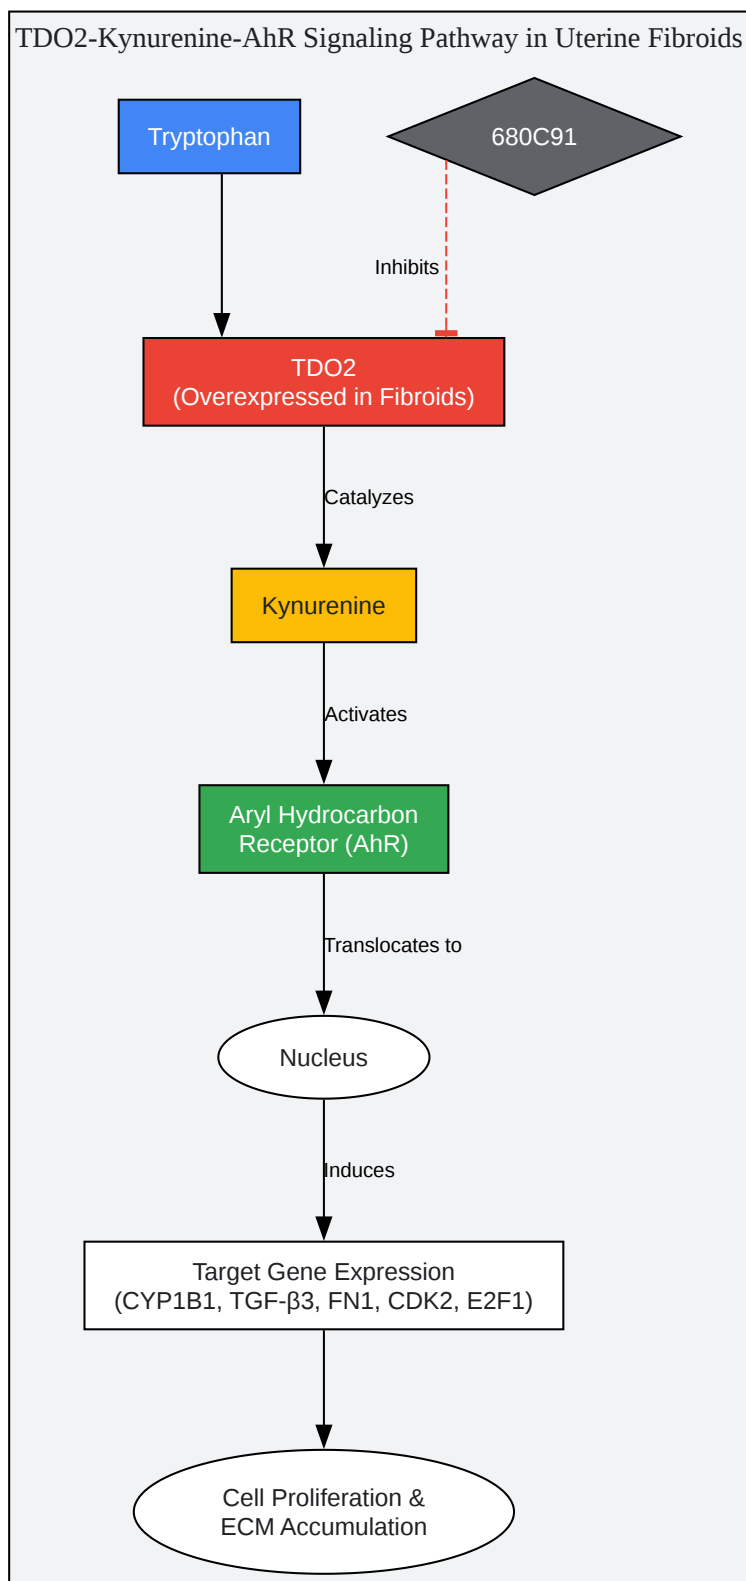 TDO2-Kynurenine-AhR Signaling Pathway in Uterine Fibroids
Tryptophan
680C91
Inhibits
TDO2
(Overexpressed in Fibroids)
Catalyzes
Kynurenine
Activates
Aryl Hydrocarbon
Receptor (AhR)
Translocates to
Nucleus
Induces
Target Gene Expression
(CYP1B1, TGF-β3, FN1, CDK2, E2F1)
Cell Proliferation &
ECM Accumulation